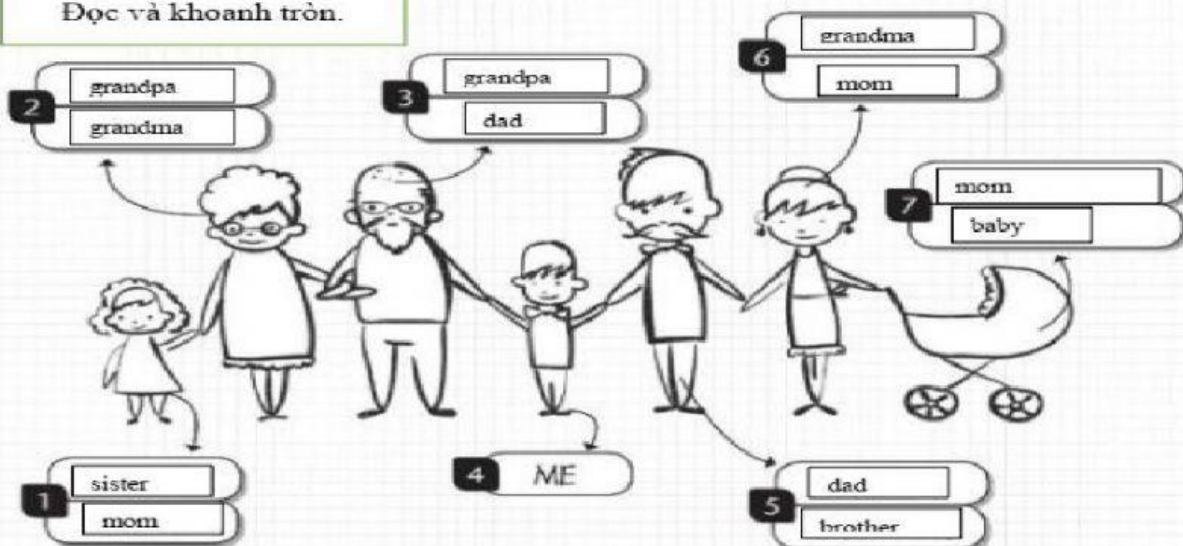 Đọc và khoanh tròn.
6
grandma
mom
2
grandpa
grandma
3
grandpa
dad
7
mom
baby
1
sister
mom
4
ME
5
dad
brother